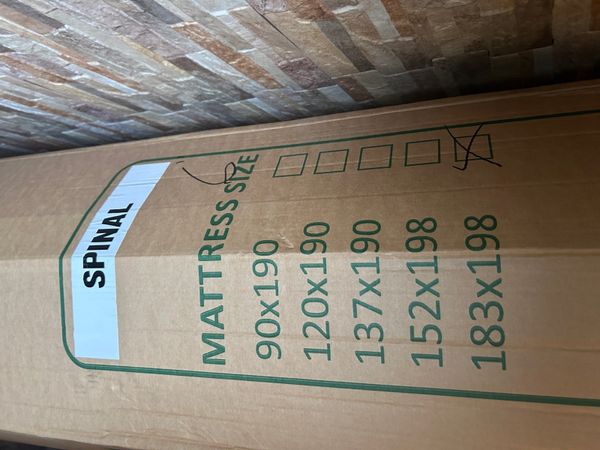 SPINAL
MATTRESS SIZE
90x190
120x190
137x190
152x198
183x198